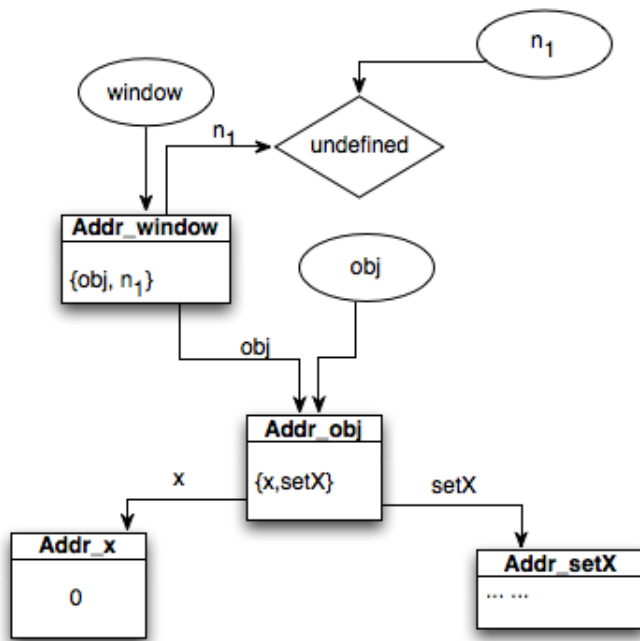 n₁
window
n₁
undefined
Addr_window
{obj, n₁}
obj
obj
Addr_obj
{x,setX}
x
setX
Addr_x
0
Addr_setX
... ...